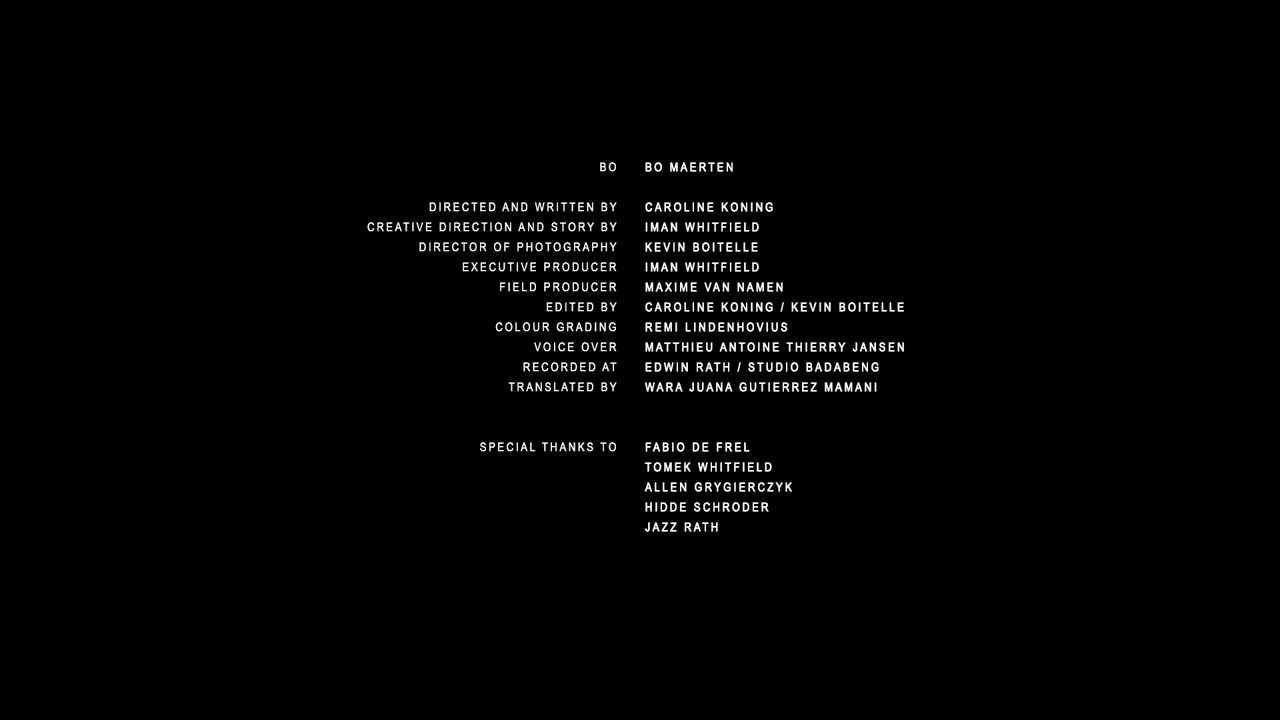 BO BO MAERTEN
DIRECTED AND WRITTEN BY CAROLINE KONING
CREATIVE DIRECTION AND STORY BY IMAN WHITFIELD
DIRECTOR OF PHOTOGRAPHY KEVIN BOITELLE
EXECUTIVE PRODUCER IMAN WHITFIELD
FIELD PRODUCER MAXIME VAN NAMEN
EDITED BY CAROLINE KONING / KEVIN BOITELLE
COLOUR GRADING REMI LINDENHOVIUS
VOICE OVER MATTHIEU ANTOINE THIERRY JANSEN
RECORDED AT EDWIN RATH / STUDIO BADABENG
TRANSLATED BY WARA JUANA GUTIERREZ MAMANI
SPECIAL THANKS TO FABIO DE FREL
TOMEK WHITFIELD
ALLEN GRYGIERCZYK
HIDDE SCHRODER
JAZZ RATH